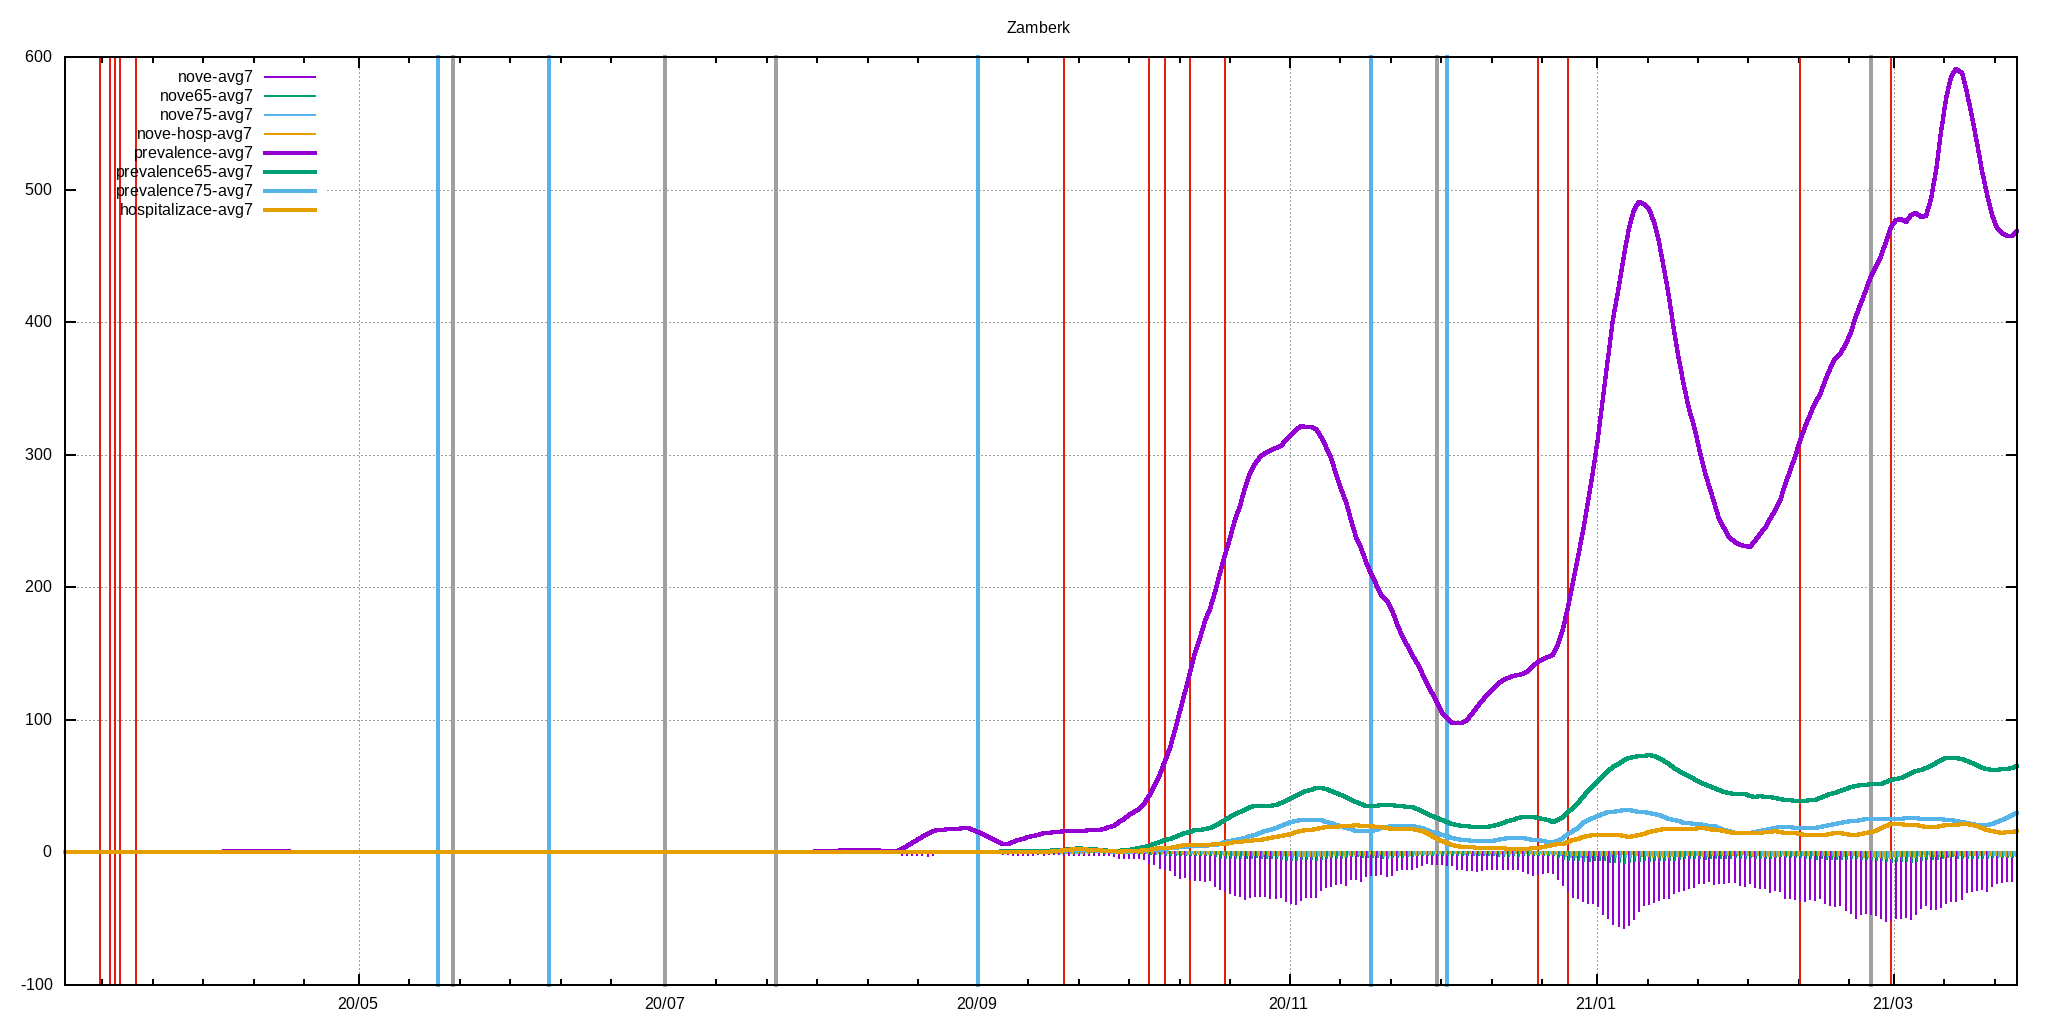 Zamberk
600
500
400
300
200
100
0
-100
nove-avg7
nove65-avg7
nove75-avg7
nove-hosp-avg7
prevalence-avg7
prevalence65-avg7
prevalence75-avg7
hospitalizace-avg7
20/05
20/07
20/09
20/11
21/01
21/03